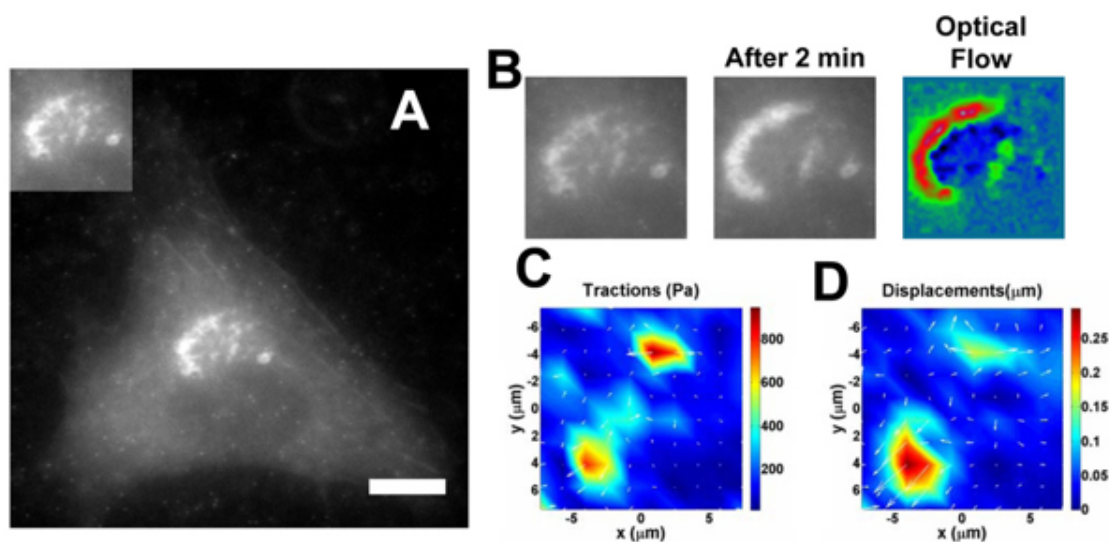 A
B
After 2 min
Optical
Flow
C
Tractions (Pa)
-6
-4
-2
0
2
4
6
y (μm)
-5
0
5
x (μm)
800
600
400
200
D
Displacements(μm)
-6
-4
-2
0
2
4
6
y (μm)
-5
0
5
x (μm)
0.25
0.2
0.15
0.1
0.05
0